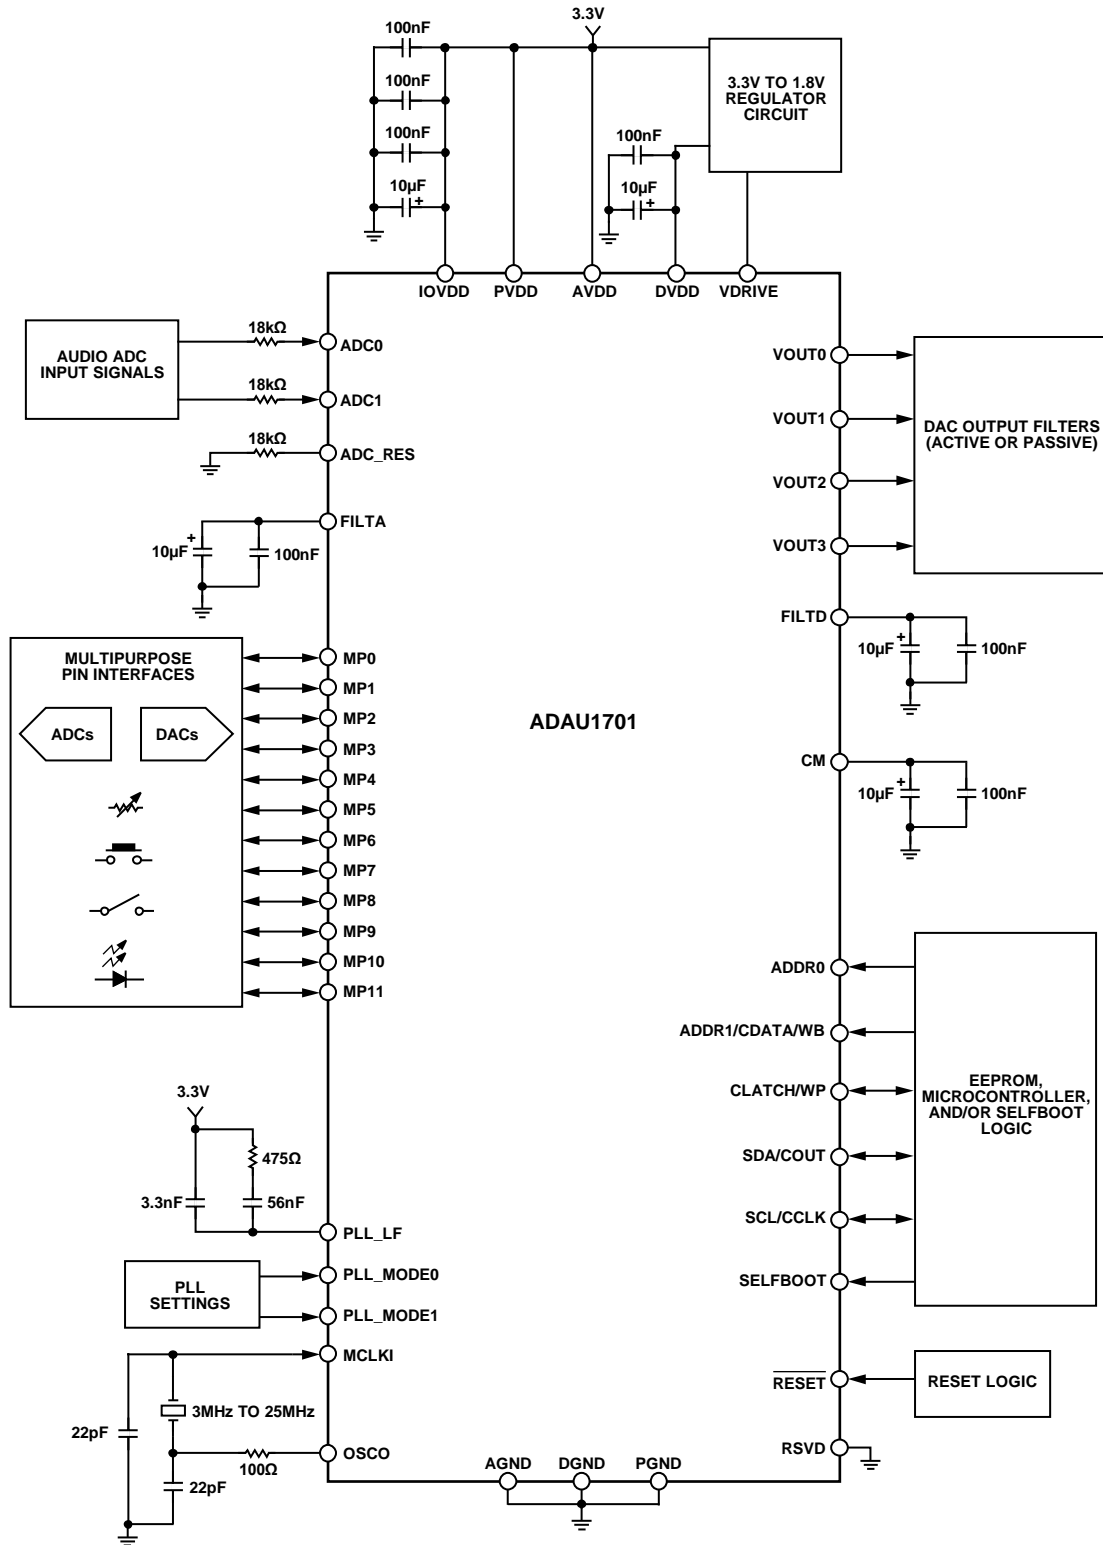 3.3V
100nF
100nF
100nF
10µF
+
3.3V TO 1.8V
REGULATOR
CIRCUIT
100nF
10µF
+
IOVDD
PVDD
AVDD
DVDD
VDRIVE
AUDIO ADC
INPUT SIGNALS
18kΩ
ADC0
18kΩ
ADC1
18kΩ
ADC_RES
FILTA
+
10µF
100nF
MULTIPURPOSE
PIN INTERFACES
ADCs
DACs
MP0
MP1
MP2
MP3
MP4
MP5
MP6
MP7
MP8
MP9
MP10
MP11
3.3V
475Ω
3.3nF
56nF
PLL_LF
PLL
SETTINGS
PLL_MODE0
PLL_MODE1
MCLKI
3MHz TO 25MHz
22pF
100Ω
OSCO
22pF
ADAU1701
AGND
DGND
PGND
VOUT0
VOUT1
VOUT2
VOUT3
DAC OUTPUT FILTERS
(ACTIVE OR PASSIVE)
FILTD
+
10µF
100nF
CM
+
10µF
100nF
ADDR0
ADDR1/CDATA/WB
CLATCH/WP
SDA/COUT
SCL/CCLK
SELFBOOT
EEPROM,
MICROCONTROLLER,
AND/OR SELFBOOT
LOGIC
RESET
RESET LOGIC
RSVD